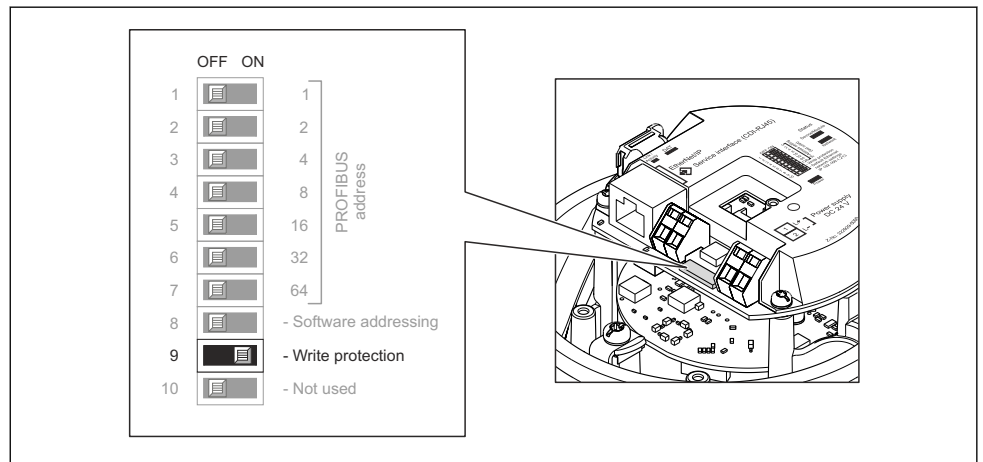 OFF ON
1 1
2 2
3 4
4 8
5 16
6 32
7 64
PROFIBUS
address
8 - Software addressing
9 - Write protection
10 - Not used
EtherNet/IP
Service interface (CDI-RJ45)
Status
Power supply
DC 24 V
1 L+
2 L-